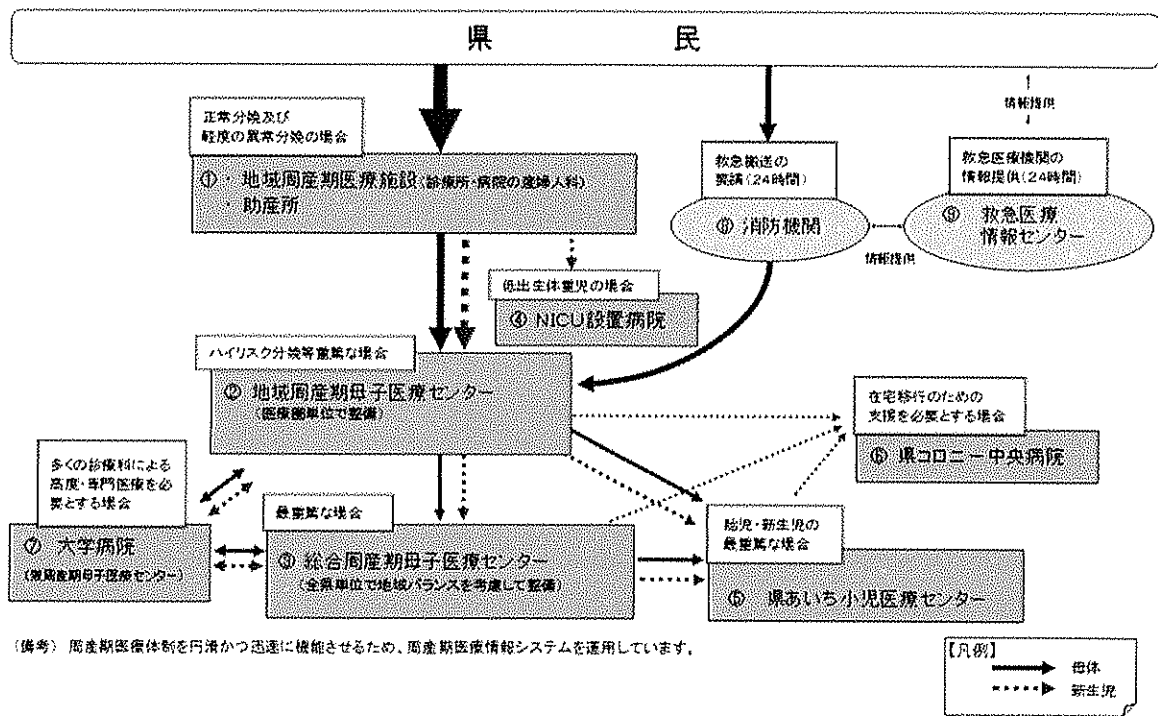 県 民
正常分娩及び
軽度の異常分娩の場合
① ・ 地域周産期医療施設(診療所・病院の産婦人科)
・ 助産所
救急搬送の
要請(24時間)
⑧ 消防機関
情報提供
救急医療機関の
情報提供(24時間)
⑨ 救急医療
情報センター
情報提供
低出生体重児の場合
④ NICU設置病院
ハイリスク分娩等重篤な場合
② 地域周産期母子医療センター
(医療圏単位で整備)
在宅移行のための
支援を必要とする場合
⑥ 県コロニー中央病院
多くの診療科による
高度・専門医療を必
要とする場合
⑦ 大学病院
(周産期母子医療センター)
最重篤な場合
③ 総合周産期母子医療センター
(全県単位で地域バランスを考慮して整備)
胎児・新生児の
最重篤な場合
⑤ 県あいち小児医療センター
(備考) 周産期医療体制を円滑かつ迅速に機能させるため、周産期医療情報システムを運用しています。
【凡例】
母体
新生児